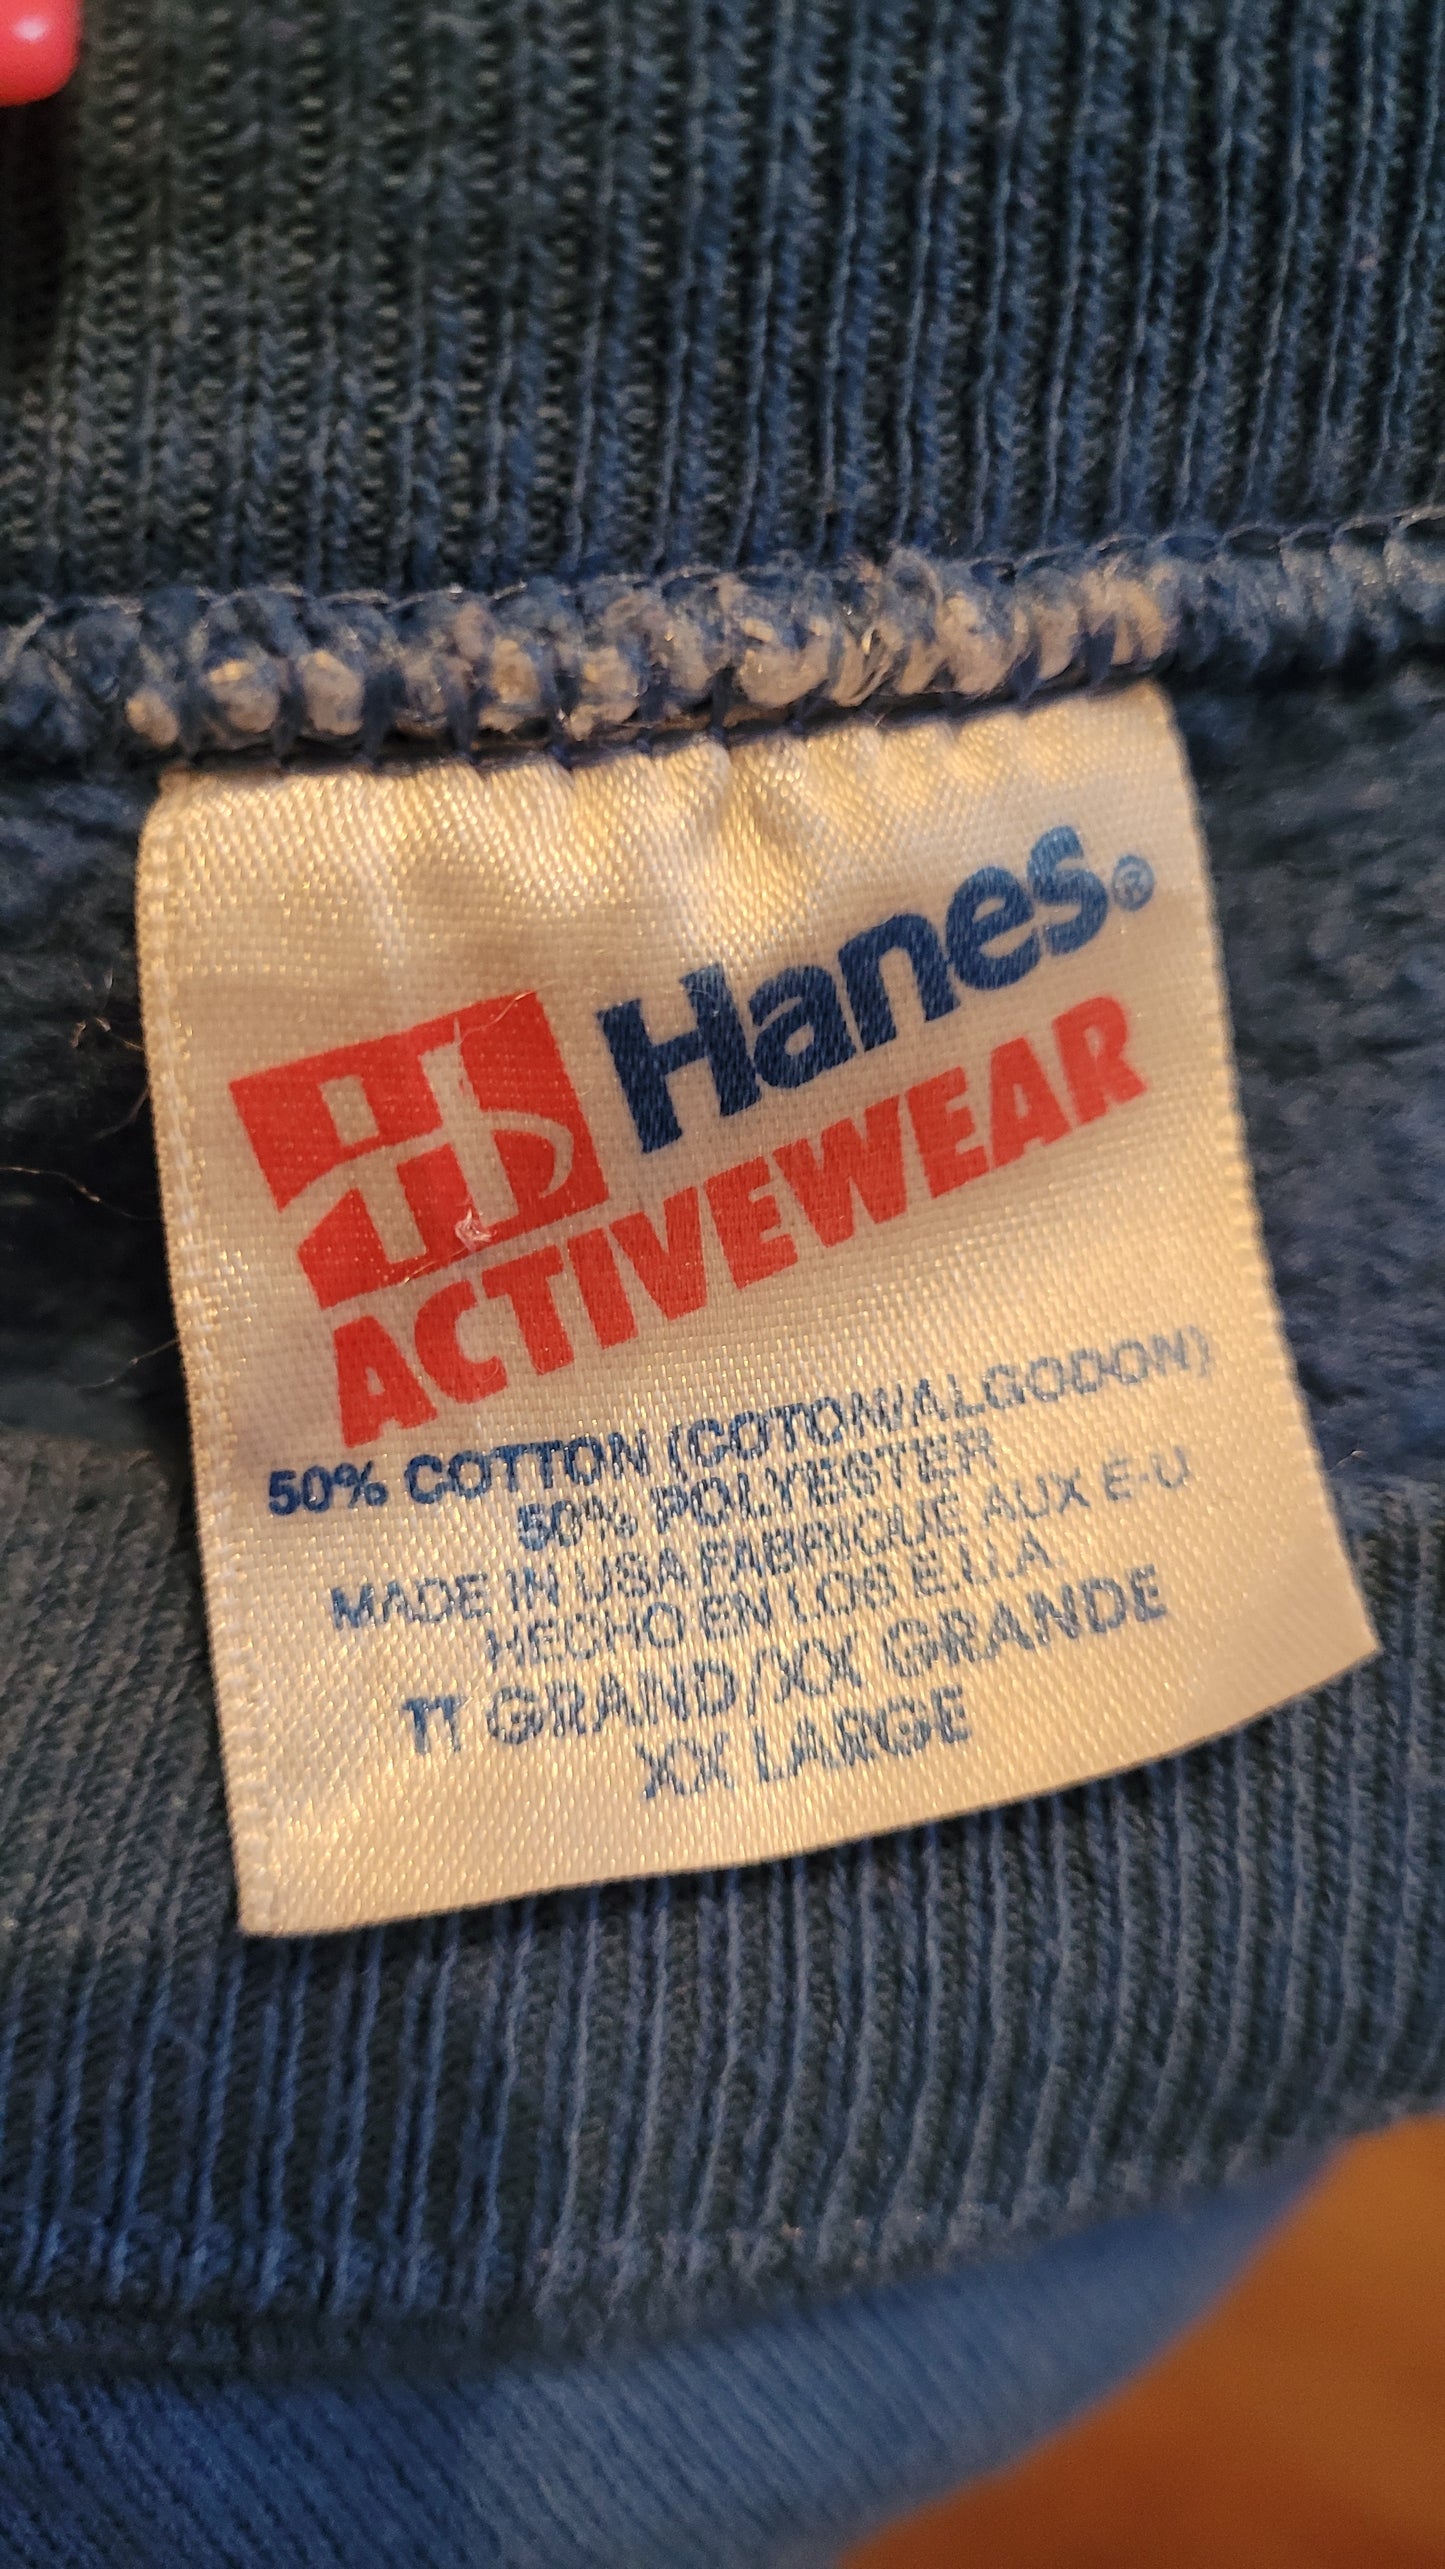 Hanes®
ACTIVEWEAR
50% COTTON (COTON/ALGODON)
50% POLYESTER
MADE IN USA FABRIQUE AUX É-U
HECHO EN LOS E.U.A.
TT GRAND/XX GRANDE
XX LARGE